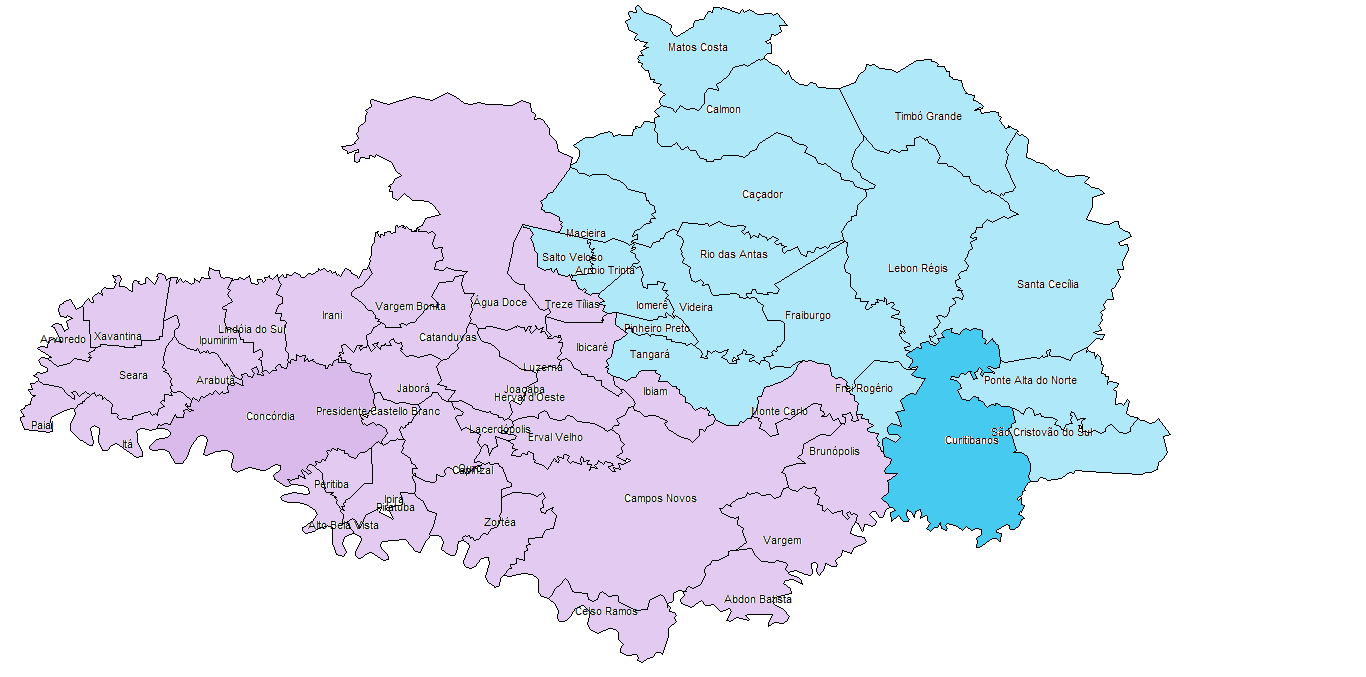 Matos Costa
Calmon
Timbó Grande
Caçador
Macieira
Salto Veloso
Rio das Antas
Arroio Trinta
Lebon Régis
Santa Cecília
Água Doce
Treze Tílias
Iomerê
Videira
Vargem Bonita
Irani
Fraiburgo
Lindóia do Sul
Pinheiro Preto
Xavantina
Arvoredo
Ipumirim
Catanduvas
Ibicaré
Tangará
Luzerna
Seara
Arabutã
Ponte Alta do Norte
Jaborá
Joaçaba
Frei Rogério
Ibiam
Herval d'Oeste
Presidente Castello Branc
Monte Carlo
Concórdia
Paial
Lacerdópolis
São Cristovão do Sul
Erval Velho
Curitibanos
Itá
Brunópolis
Ouro
Capinzal
Peritiba
Ipira
Campos Novos
Piratuba
Alto Bela Vista
Zortéa
Vargem
Abdon Batista
Celso Ramos